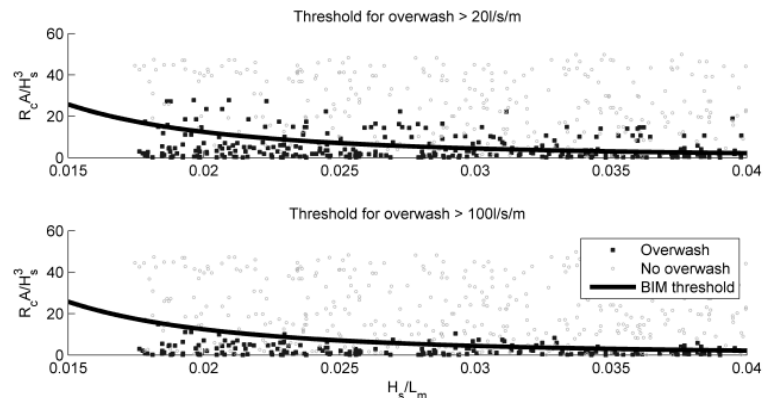 Threshold for overwash > 20l/s/m
60
40
20
0
R_cA/H_s^3
0.015 0.02 0.025 0.03 0.035 0.04
Threshold for overwash > 100l/s/m
60
40
20
0
R_cA/H_s^3
Overwash
No overwash
BIM threshold
0.015 0.02 0.025 0.03 0.035 0.04
H_s/L_m